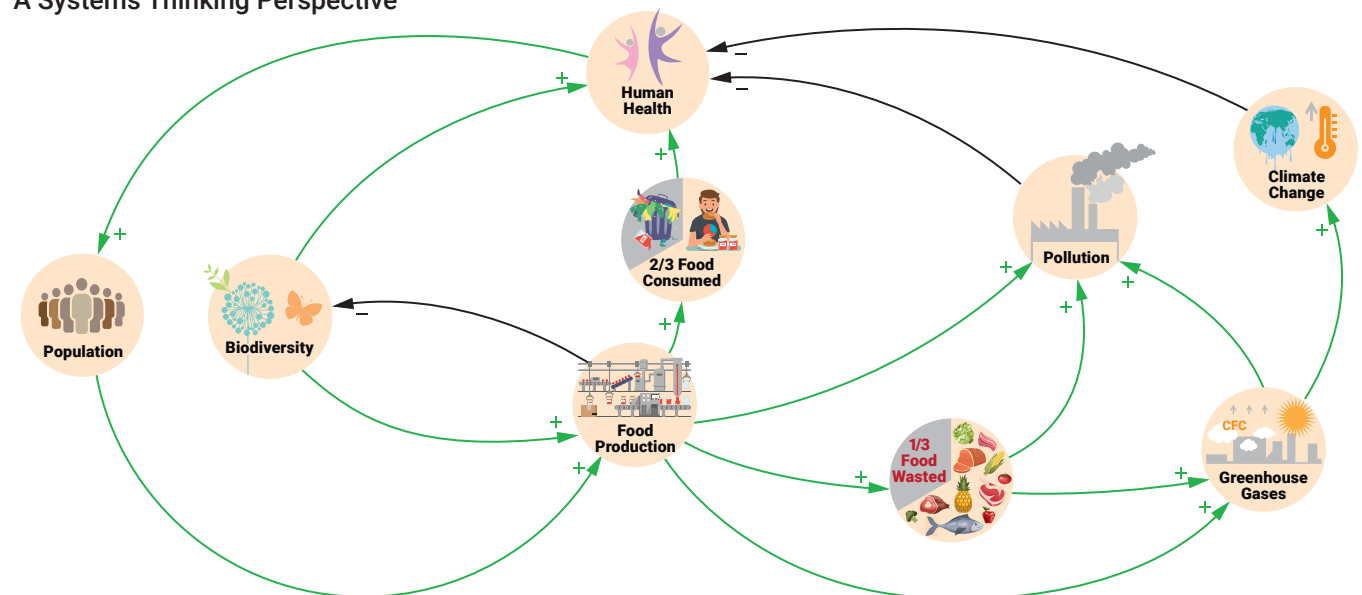 A Systems Thinking Perspective
Human
Health
+
−
−
+
Climate
Change
+
2/3 Food
Consumed
Pollution
+
+
+
+
+
Population
Biodiversity
−
+
Food
Production
+
+
+
1/3
Food
Wasted
+
+
+
CFC
Greenhouse
Gases